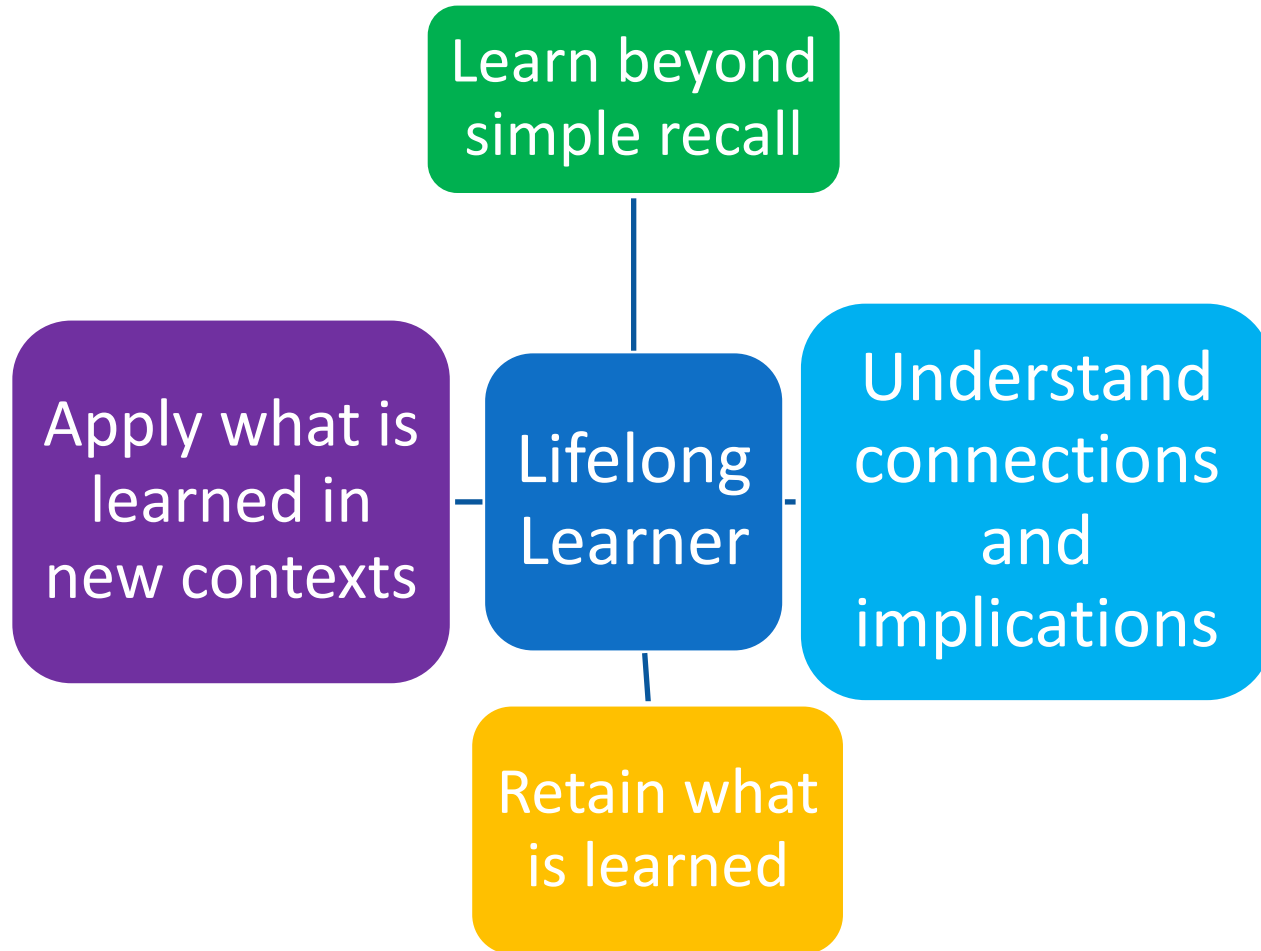 Learn beyond
simple recall
Apply what is
learned in
new contexts
Lifelong
Learner
Understand
connections
and
implications
Retain what
is learned